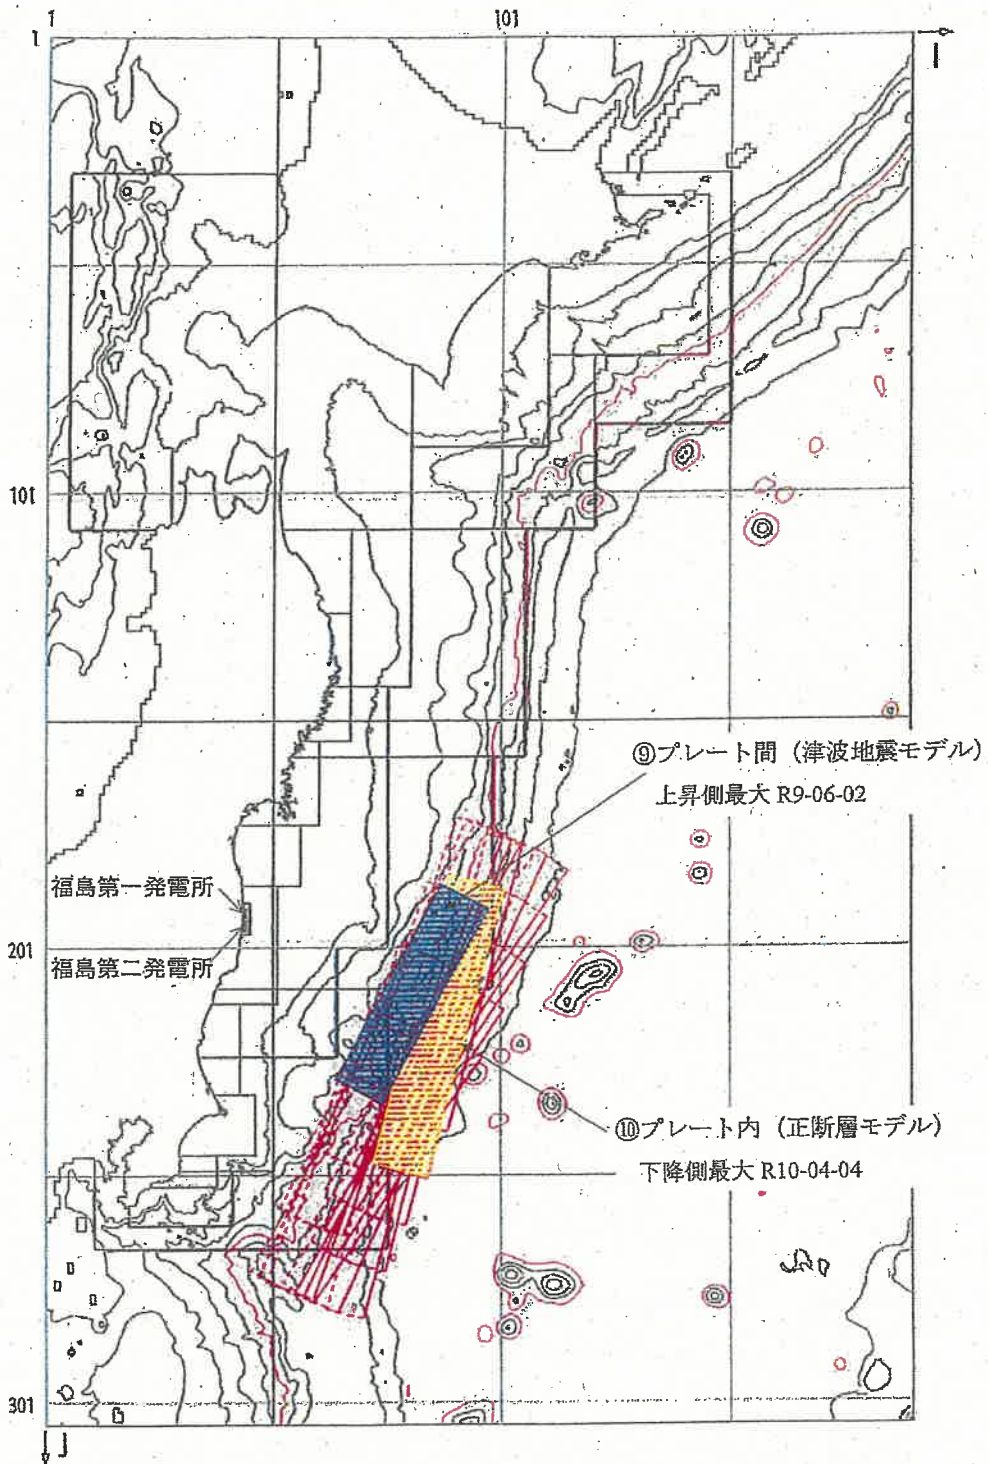 1
101
1
I
101
⑨プレート間（津波地震モデル）
上昇側最大 R9-06-02
福島第一発電所
201
福島第二発電所
⑩プレート内（正断層モデル）
下降側最大 R10-04-04
301
J